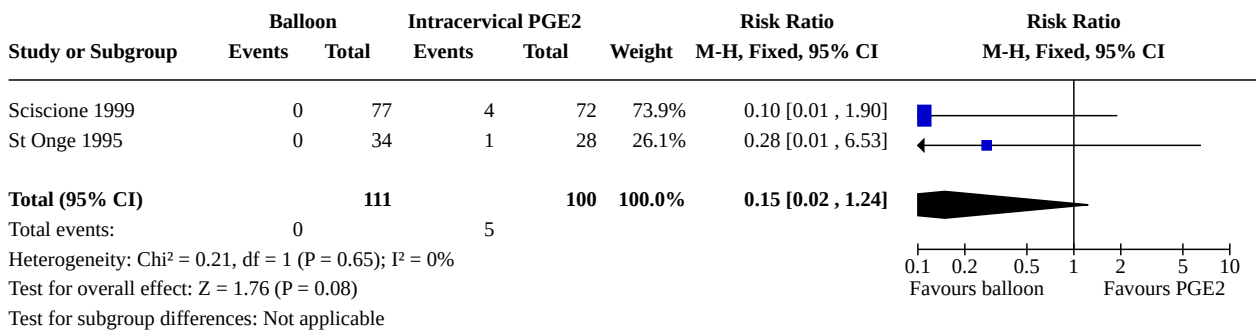 Balloon Intracervical PGE2 Risk Ratio Risk Ratio
Study or Subgroup Events Total Events Total Weight M-H, Fixed, 95% CI M-H, Fixed, 95% CI
Sciscione 1999 0 77 4 72 73.9% 0.10 [0.01 , 1.90]
St Onge 1995 0 34 1 28 26.1% 0.28 [0.01 , 6.53]
Total (95% CI) 111 100 100.0% 0.15 [0.02 , 1.24]
Total events: 0 5
Heterogeneity: Chi² = 0.21, df = 1 (P = 0.65); I² = 0%
0.1 0.2 0.5 1 2 5 10
Test for overall effect: Z = 1.76 (P = 0.08) Favours balloon Favours PGE2
Test for subgroup differences: Not applicable